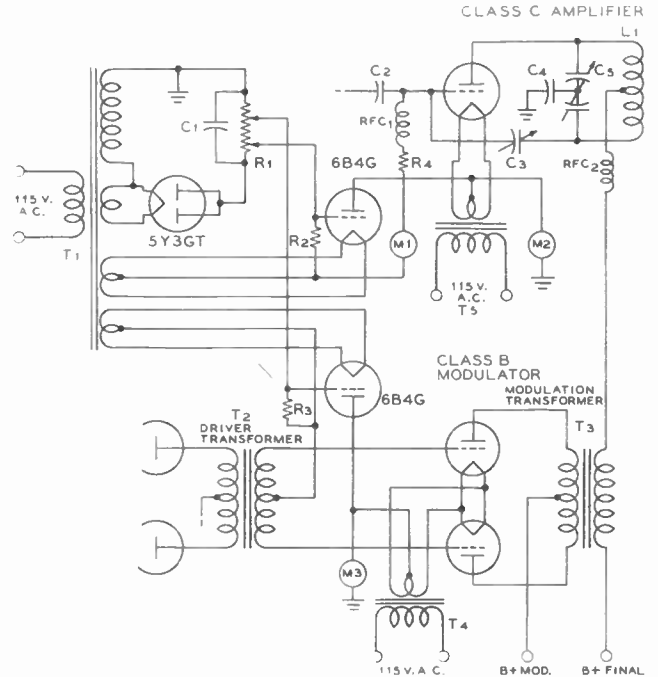 CLASS C AMPLIFIER
L1
C2
C4
C5
C1
RFC1
R1
6B4G
R4
C3
RFC2
115 V.
A.C.
5Y3GT
T1
R2
M1
M2
115 V.
A.C.
T5
CLASS B
MODULATOR
MODULATION
TRANSFORMER
6B4G
T2
DRIVER
TRANSFORMER
R3
T3
M3
T4
115 V. A.C.
B+ MOD.
B+ FINAL